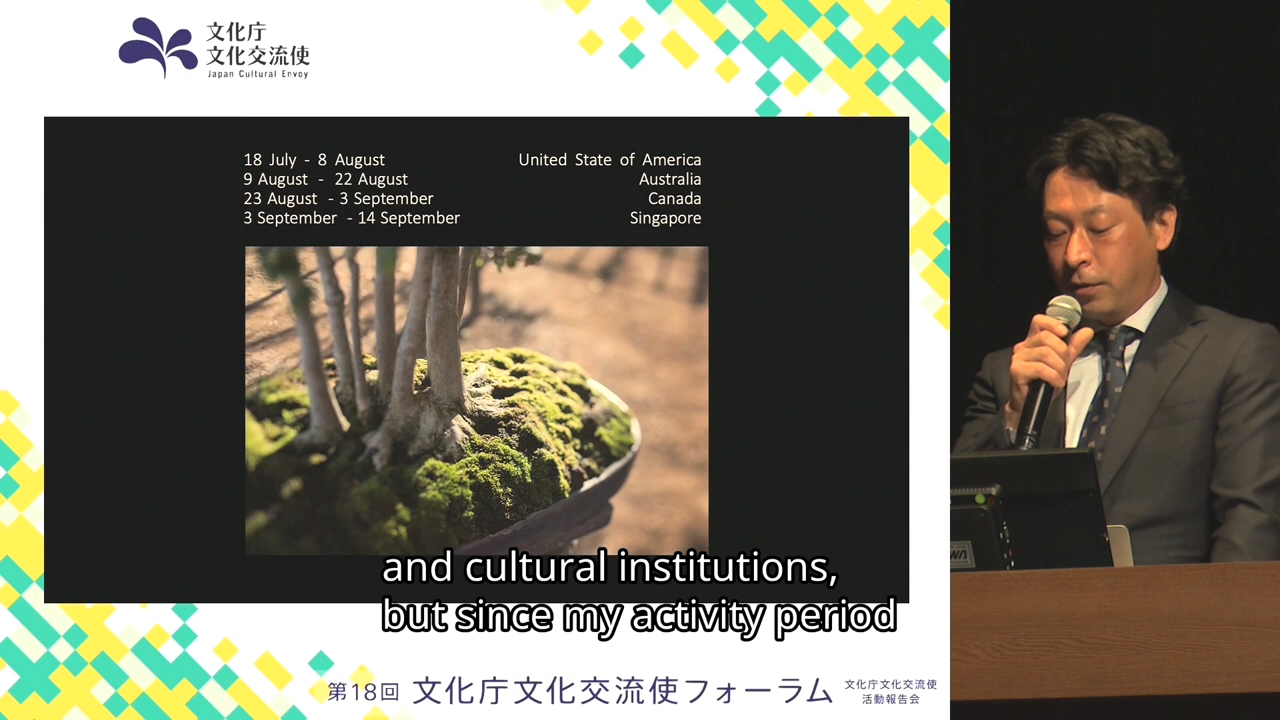 文化庁
文化交流使
Japan Cultural Envoy
18 July - 8 August United State of America
9 August - 22 August Australia
23 August - 3 September Canada
3 September - 14 September Singapore
and cultural institutions,
but since my activity period
第18回 文化庁文化交流使フォーラム
文化庁文化交流使
活動報告会